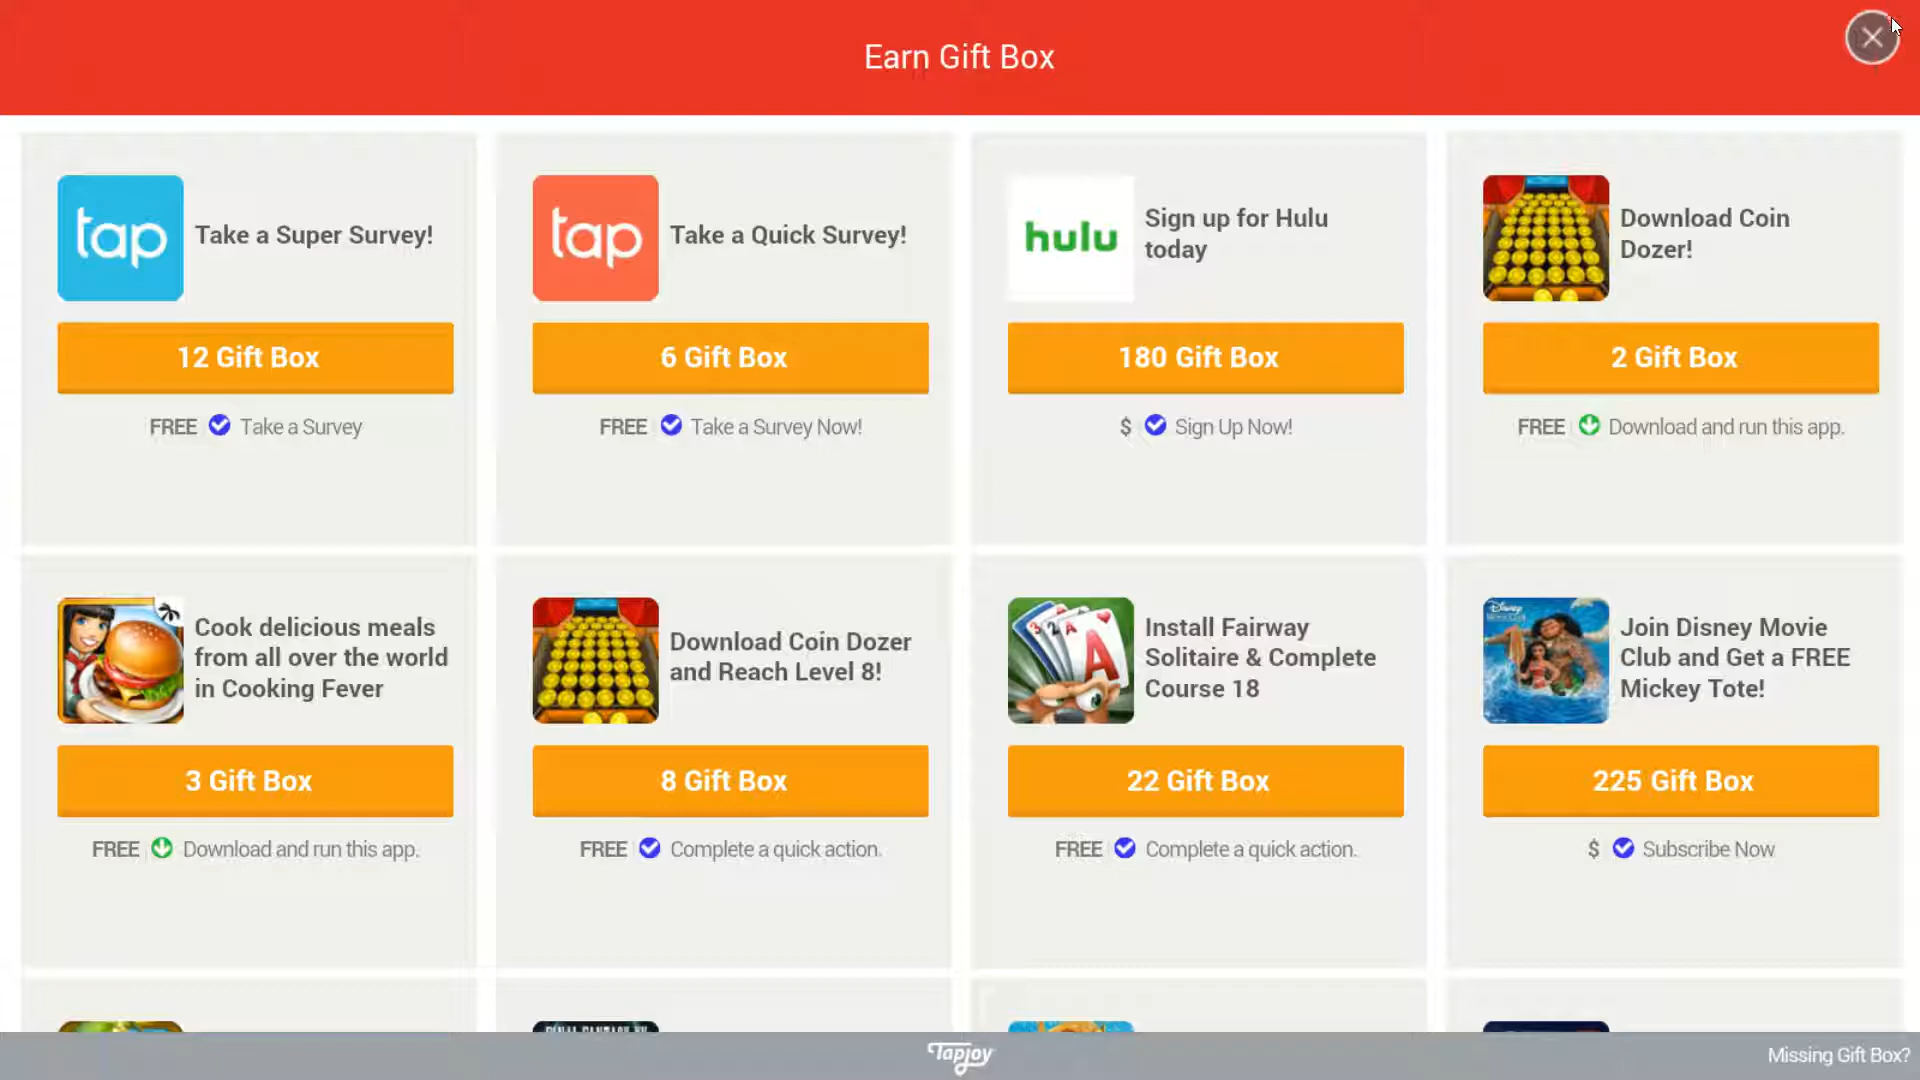 Earn Gift Box
tap
Take a Super Survey!
12 Gift Box
FREE Take a Survey
tap
Take a Quick Survey!
6 Gift Box
FREE Take a Survey Now!
hulu
Sign up for Hulu
today
180 Gift Box
$ Sign Up Now!
Download Coin
Dozer!
2 Gift Box
FREE Download and run this app.
Cook delicious meals
from all over the world
in Cooking Fever
3 Gift Box
FREE Download and run this app.
Download Coin Dozer
and Reach Level 8!
8 Gift Box
FREE Complete a quick action.
3 2 A A
Install Fairway
Solitaire & Complete
Course 18
22 Gift Box
FREE Complete a quick action.
Disney
Join Disney Movie
Club and Get a FREE
Mickey Tote!
225 Gift Box
$ Subscribe Now
Tapjoy
Missing Gift Box?